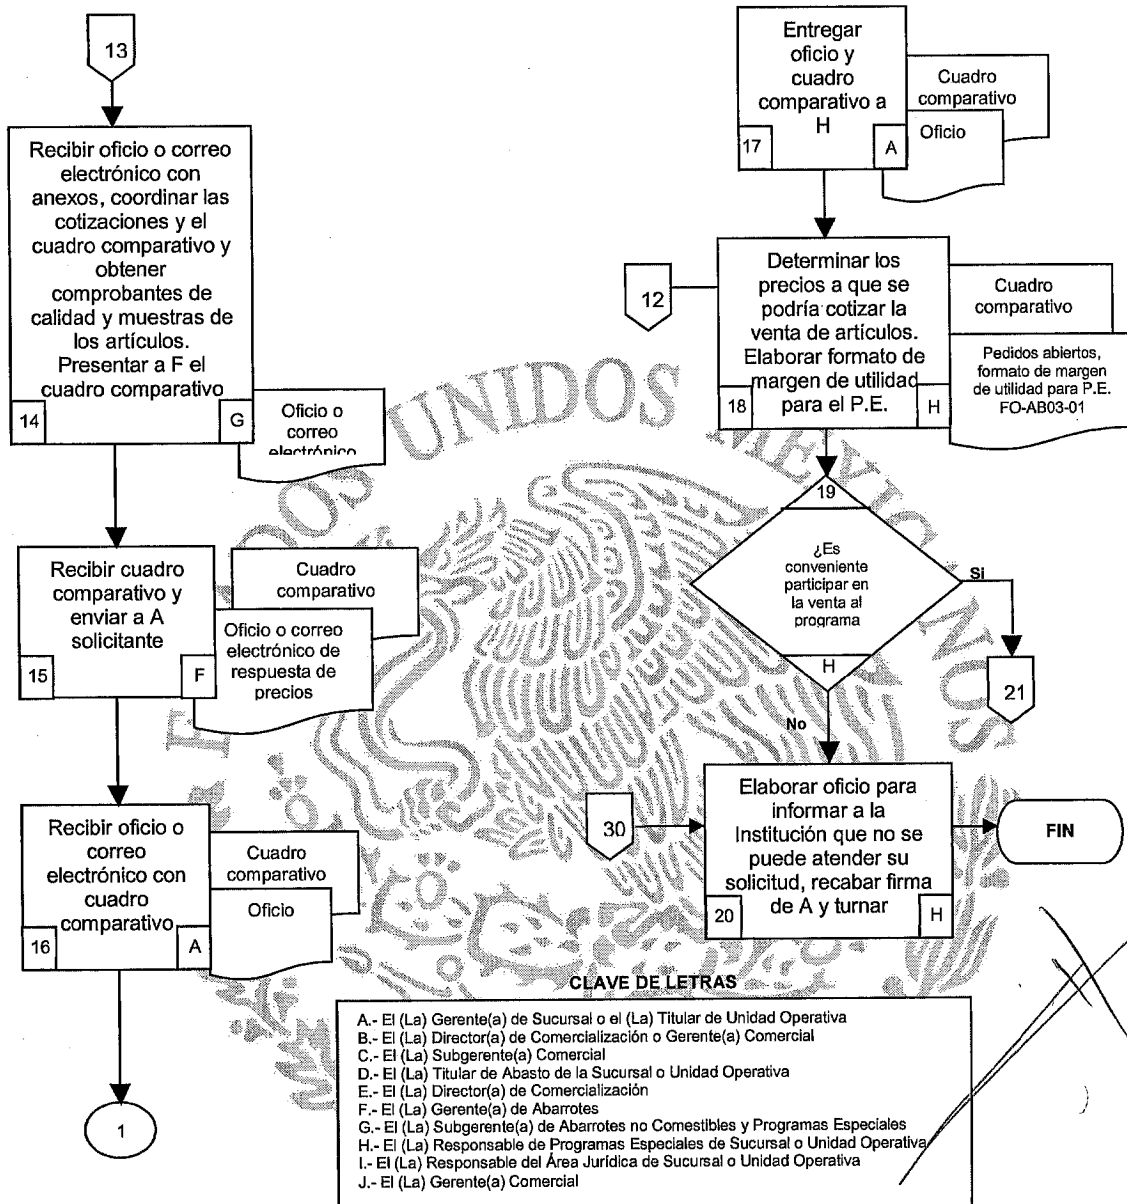 13
Recibir oficio o correo
electrónico con
anexos, coordinar las
cotizaciones y el
cuadro comparativo y
obtener
comprobantes de
calidad y muestras de
los artículos.
Presentar a F el
cuadro comparativo
14
G
Oficio o
correo
electrónico
Recibir cuadro
comparativo y
enviar a A
solicitante
15
F
Cuadro
comparativo
Oficio o correo
electrónico de
respuesta de
precios
Recibir oficio o
correo
electrónico con
cuadro
comparativo
16
A
Cuadro
comparativo
Oficio
1
Entregar
oficio y
cuadro
comparativo a
H
17
A
Cuadro
comparativo
Oficio
12
Determinar los
precios a que se
podría cotizar la
venta de artículos.
Elaborar formato de
margen de utilidad
para el P.E.
18
H
Cuadro
comparativo
Pedidos abiertos,
formato de margen
de utilidad para P.E.
FO-AB03-01
19
¿Es
conveniente
participar en
la venta al
programa
H
Si
21
No
30
Elaborar oficio para
informar a la
Institución que no se
puede atender su
solicitud, recabar firma
de A y turnar
20
H
FIN
CLAVE DE LETRAS
A.- El (La) Gerente(a) de Sucursal o el (La) Titular de Unidad Operativa
B.- El (La) Director(a) de Comercialización o Gerente(a) Comercial
C.- El (La) Subgerente(a) Comercial
D.- El (La) Titular de Abasto de la Sucursal o Unidad Operativa
E.- El (La) Director(a) de Comercialización
F.- El (La) Gerente(a) de Abarrotes
G.- El (La) Subgerente(a) de Abarrotes no Comestibles y Programas Especiales
H.- El (La) Responsable de Programas Especiales de Sucursal o Unidad Operativa
I.- El (La) Responsable del Área Jurídica de Sucursal o Unidad Operativa
J.- El (La) Gerente(a) Comercial